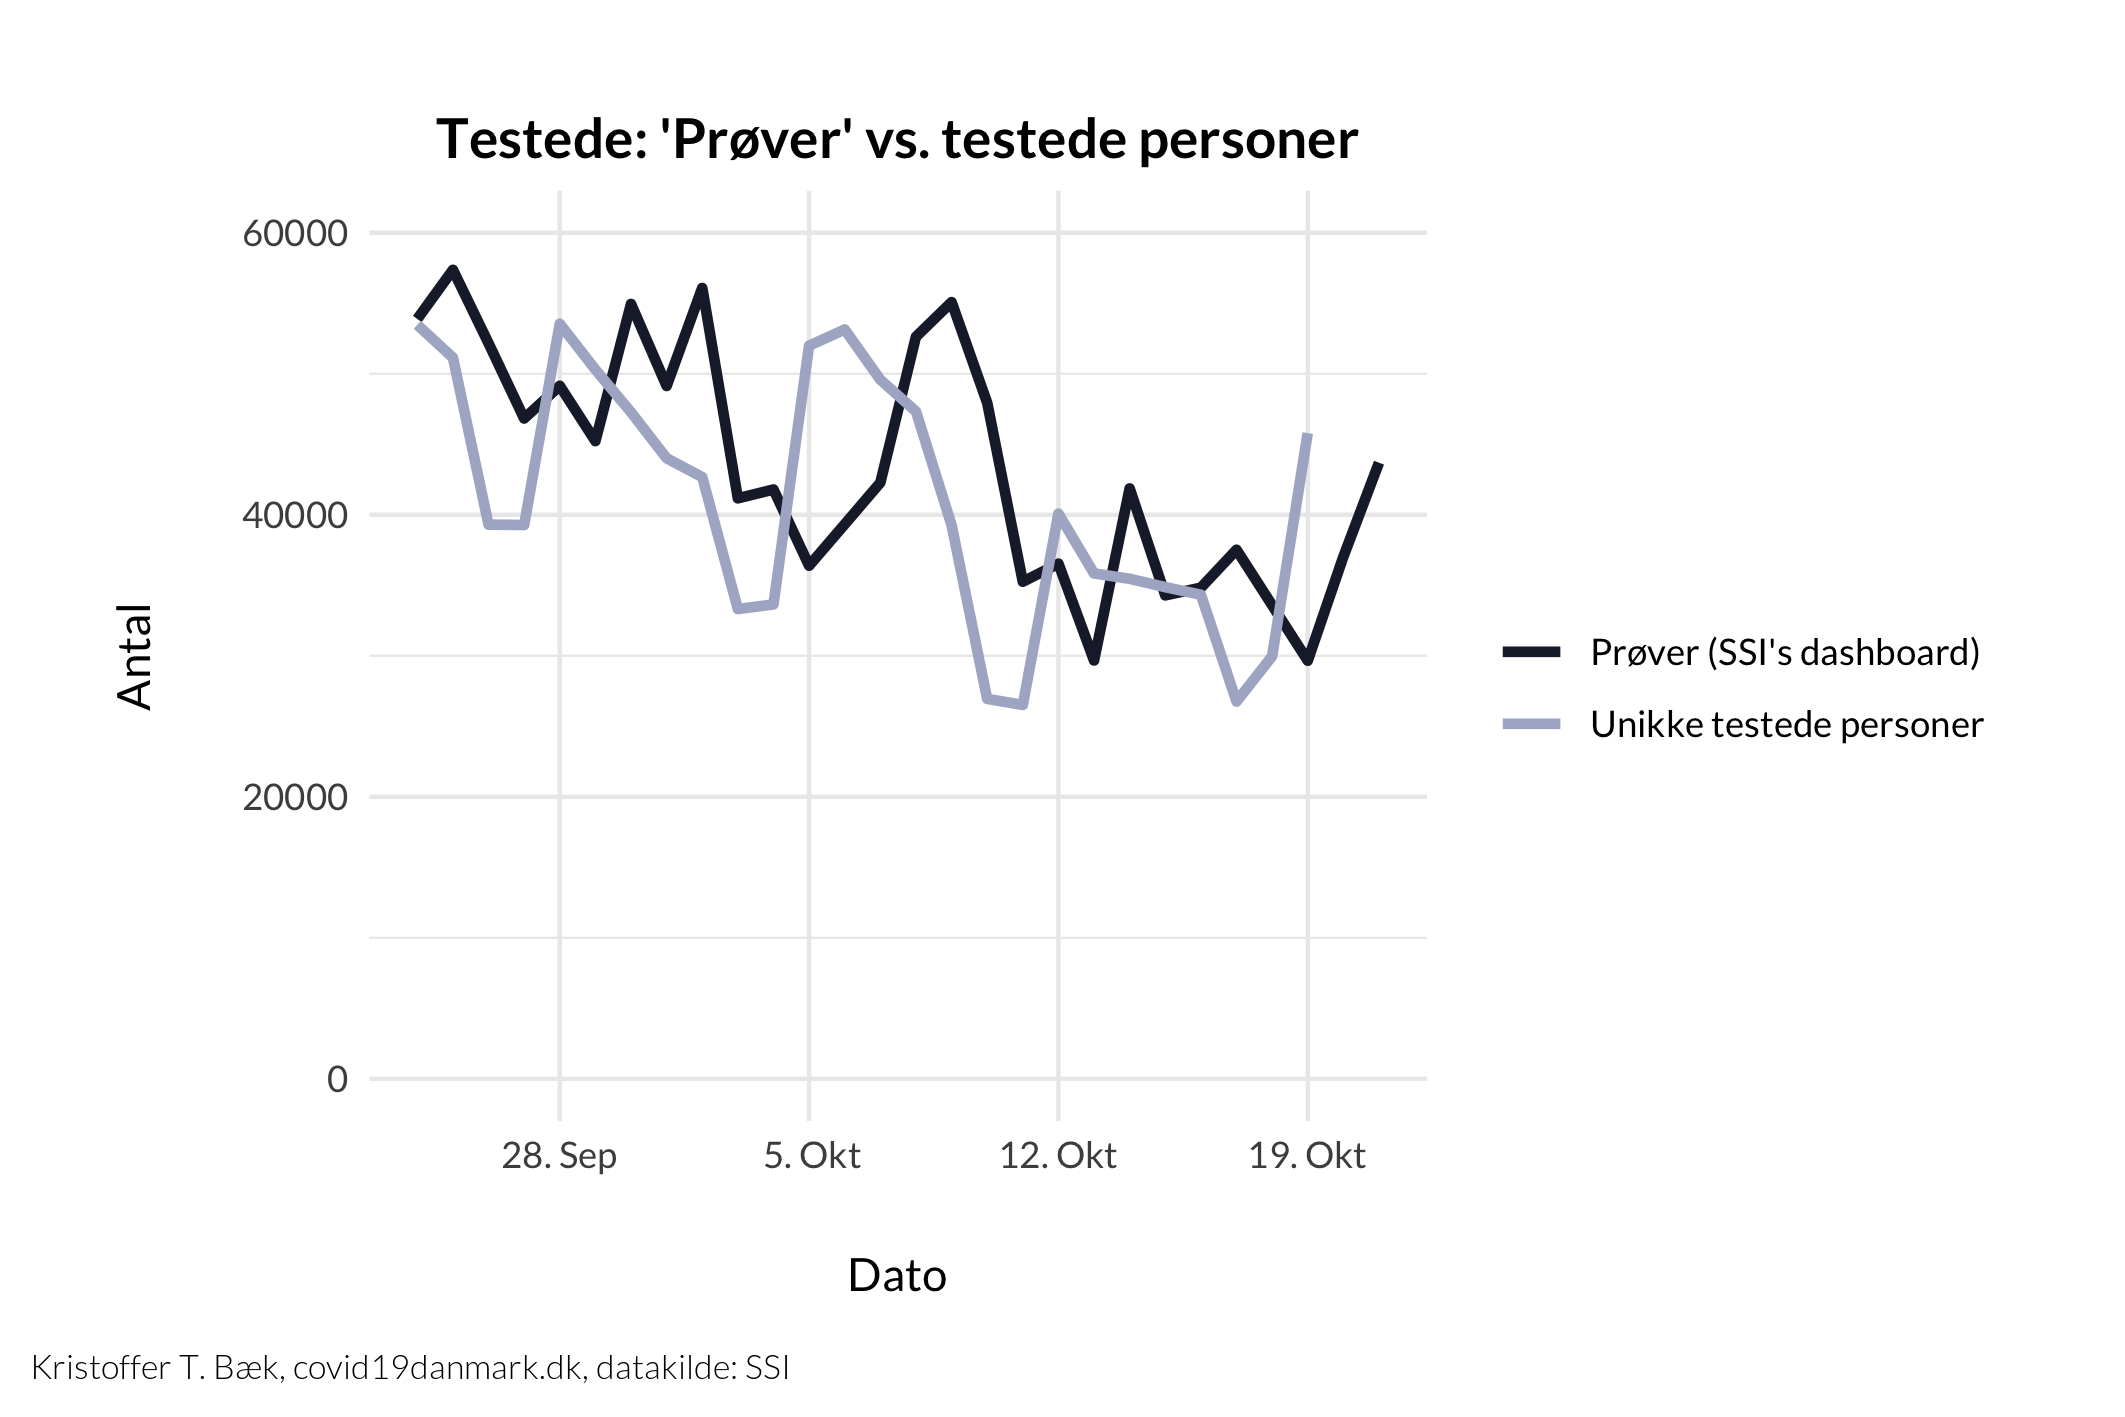 Testede: 'Prøver' vs. testede personer
60000
40000
20000
0
Antal
28. Sep
5. Okt
12. Okt
19. Okt
Dato
Prøver (SSI's dashboard)
Unikke testede personer
Kristoffer T. Bæk, covid19danmark.dk, datakilde: SSI